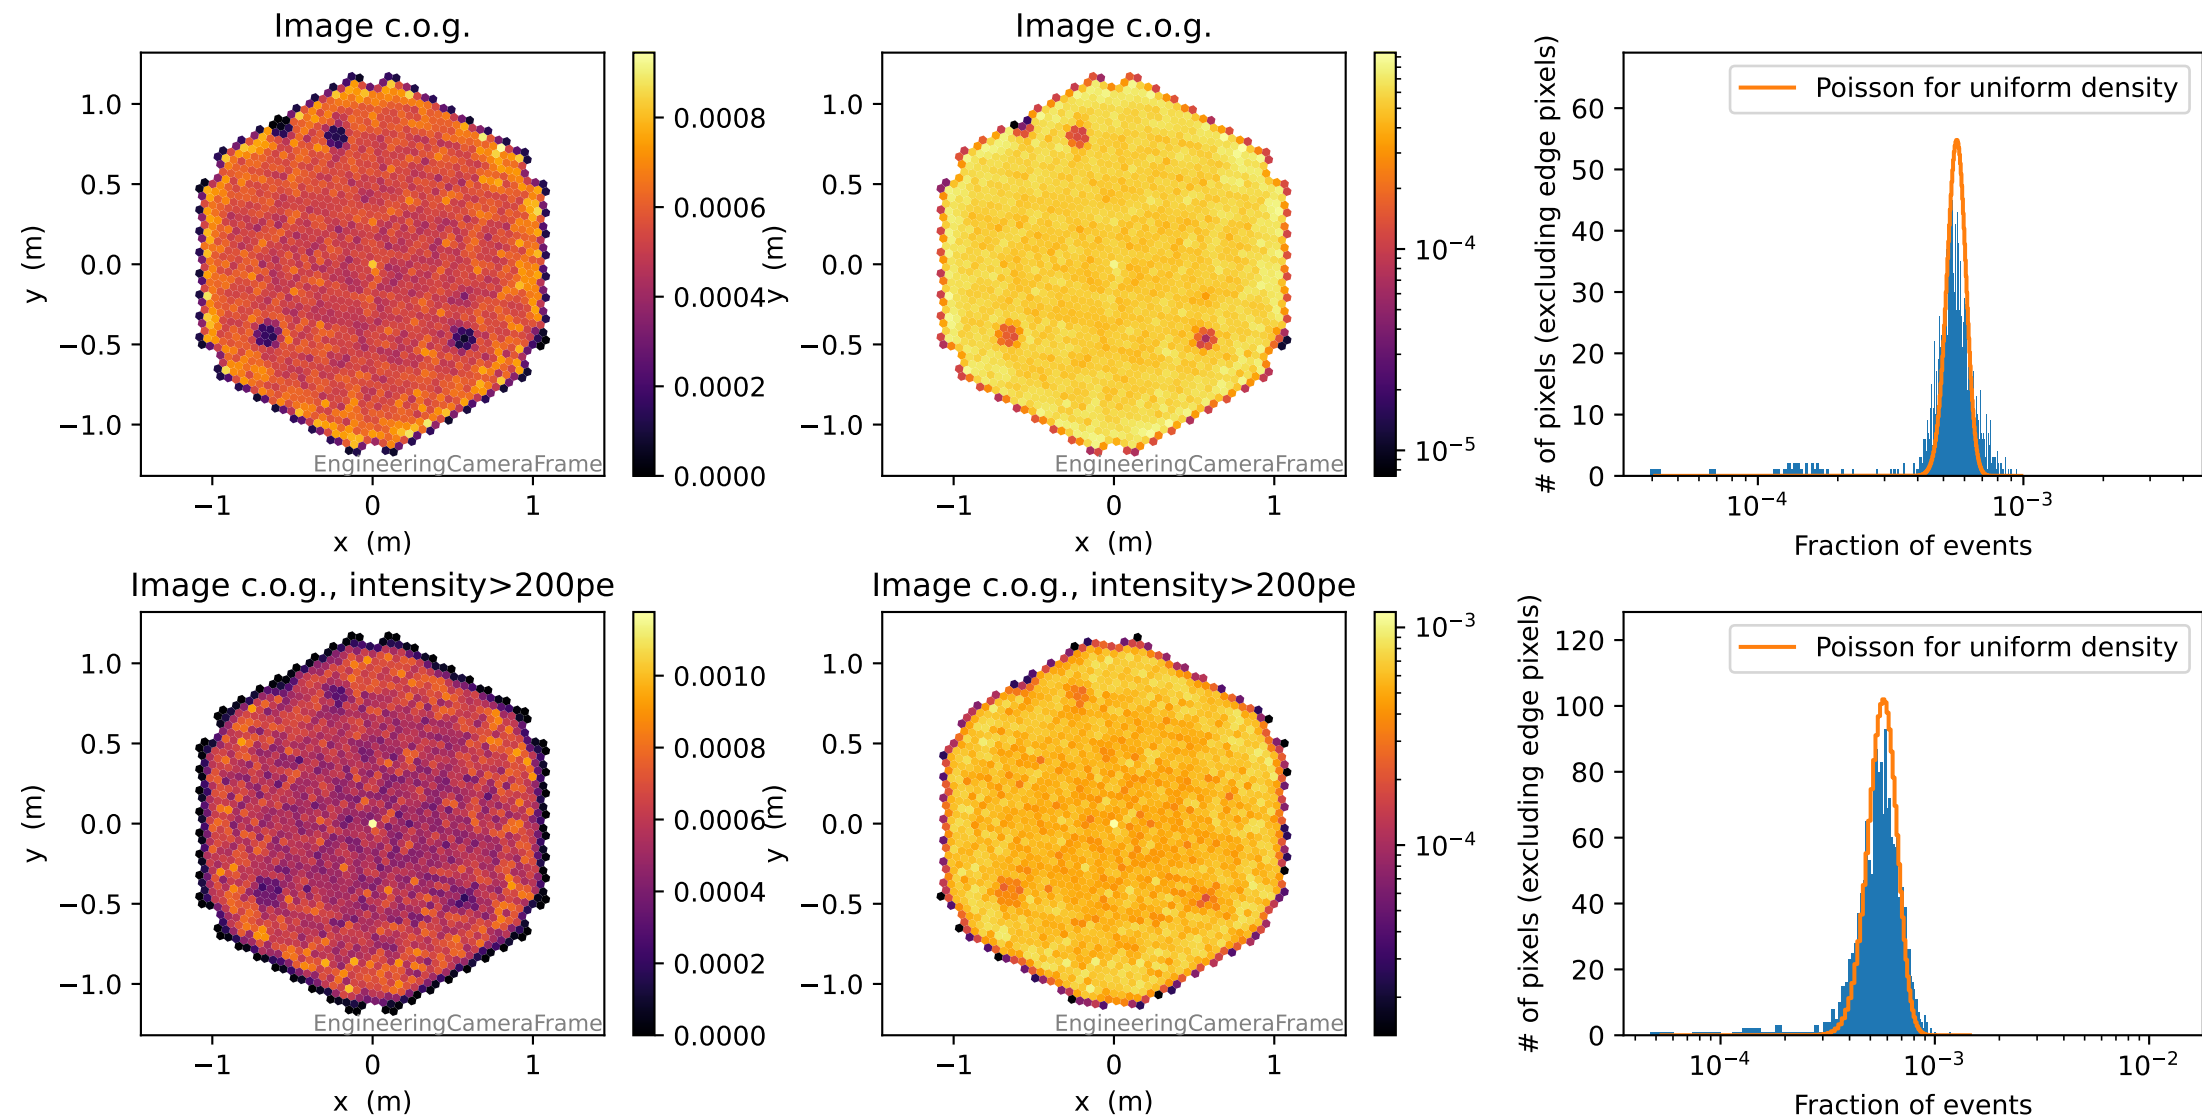 Image c.o.g.
1.0
0.5
0.0
−0.5
−1.0
y (m)
−1 0 1
x (m)
EngineeringCameraFrame
0.0008
0.0006
0.0004
0.0002
0.0000
Image c.o.g.
1.0
0.5
0.0
−0.5
−1.0
y (m)
−1 0 1
x (m)
EngineeringCameraFrame
10⁻⁴
10⁻⁵
Poisson for uniform density
# of pixels (excluding edge pixels)
60
50
40
30
20
10
0
10⁻⁴ 10⁻³
Fraction of events
Image c.o.g., intensity>200pe
1.0
0.5
0.0
−0.5
−1.0
y (m)
−1 0 1
x (m)
EngineeringCameraFrame
0.0010
0.0008
0.0006
0.0004
0.0002
0.0000
Image c.o.g., intensity>200pe
1.0
0.5
0.0
−0.5
−1.0
y (m)
−1 0 1
x (m)
EngineeringCameraFrame
10⁻³
10⁻⁴
Poisson for uniform density
# of pixels (excluding edge pixels)
120
100
80
60
40
20
0
10⁻⁴ 10⁻³ 10⁻²
Fraction of events